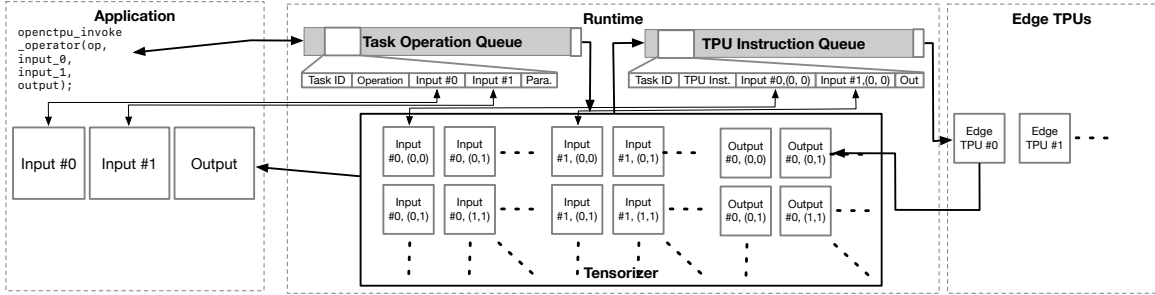 Application
openctpu_invoke
_operator(op,
input_0,
input_1,
output);
Input #0
Input #1
Output
Runtime
Task Operation Queue
Task ID
Operation
Input #0
Input #1
Para.
TPU Instruction Queue
Task ID
TPU Inst.
Input #0,(0, 0)
Input #1,(0, 0)
Out
Input
#0, (0,0)
Input
#0, (0,1)
Input
#1, (0,0)
Input
#1, (0,1)
Output
#0, (0,0)
Output
#0, (0,1)
Input
#0, (0,1)
Input
#0, (1,1)
Input
#1, (0,1)
Input
#1, (1,1)
Output
#0, (0,1)
Output
#0, (1,1)
Tensorizer
Edge TPUs
Edge
TPU #0
Edge
TPU #1